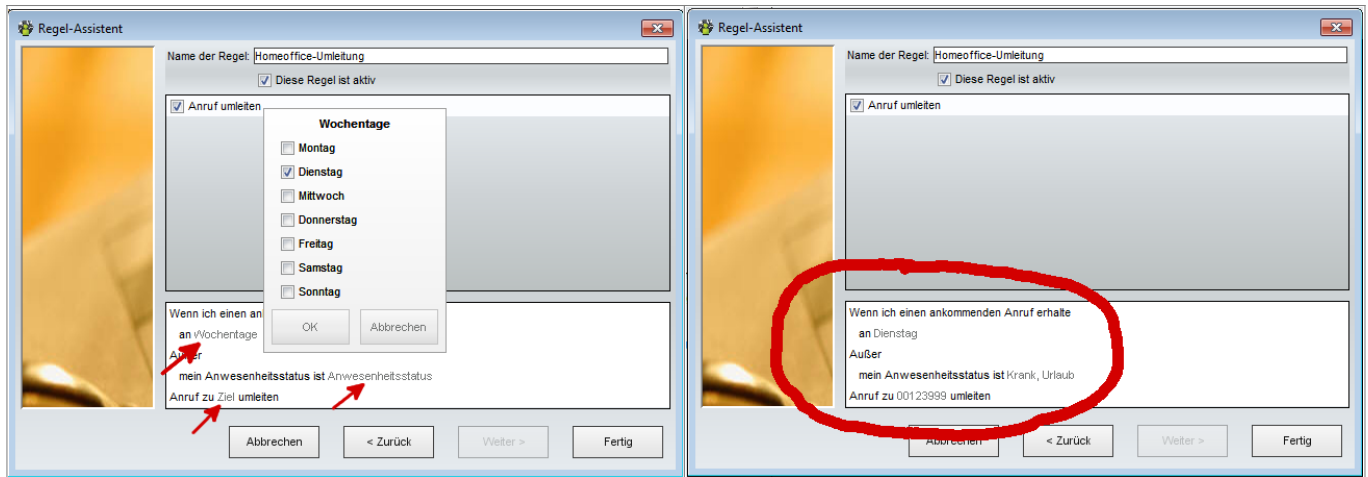 Regel-Assistent
Name der Regel: Homeoffice-Umleitung
Diese Regel ist aktiv
Anruf umleiten
Wochentage
Montag
Dienstag
Mittwoch
Donnerstag
Freitag
Samstag
Sonntag
OK Abbrechen
Wenn ich einen an
an Wochentage
Außer
mein Anwesenheitsstatus ist Anwesenheitsstatus
Anruf zu Ziel umleiten
Abbrechen < Zurück Weiter > Fertig
Regel-Assistent
Name der Regel: Homeoffice-Umleitung
Diese Regel ist aktiv
Anruf umleiten
Wenn ich einen ankommenden Anruf erhalte
an Dienstag
Außer
mein Anwesenheitsstatus ist Krank, Urlaub
Anruf zu 00123999 umleiten
Abbrechen < Zurück Weiter > Fertig